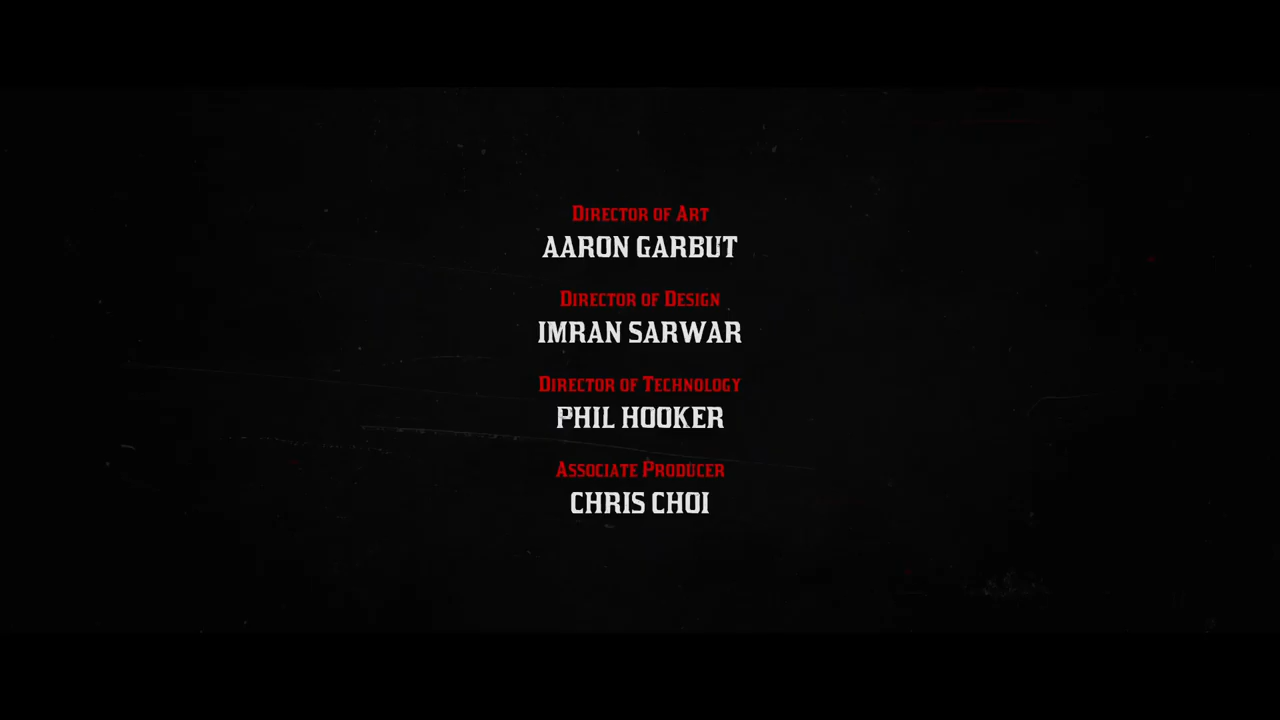 Director of Art
AARON GARBUT
Director of Design
IMRAN SARWAR
Director of Technology
PHIL HOOKER
Associate Producer
CHRIS CHOI